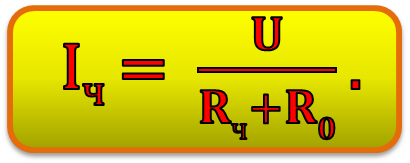 Iч = U / (Rч + R0).